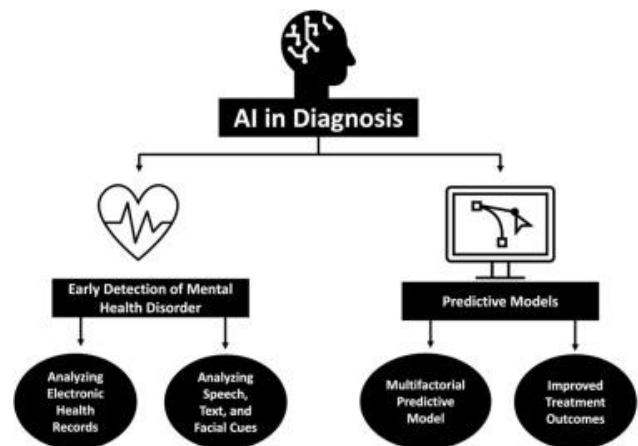 AI in Diagnosis
Early Detection of Mental
Health Disorder
Predictive Models
Analyzing
Electronic
Health
Records
Analyzing
Speech,
Text, and
Facial Cues
Multifactorial
Predictive
Model
Improved
Treatment
Outcomes